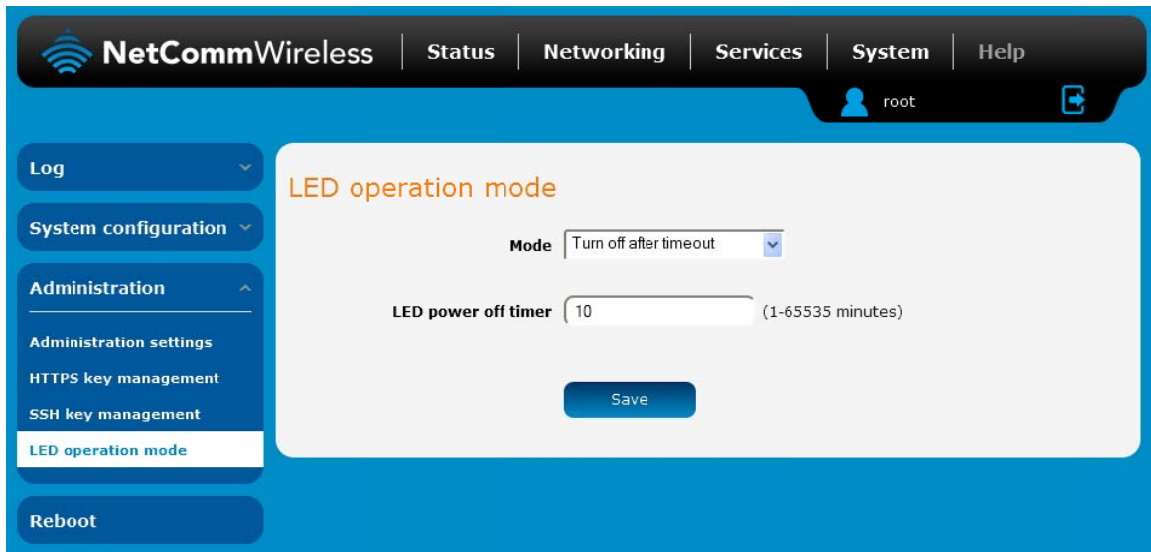 NetCommWireless Status Networking Services System Help
root
Log
System configuration
Administration
Administration settings
HTTPS key management
SSH key management
LED operation mode
Reboot
LED operation mode
Mode Turn off after timeout
LED power off timer 10 (1-65535 minutes)
Save